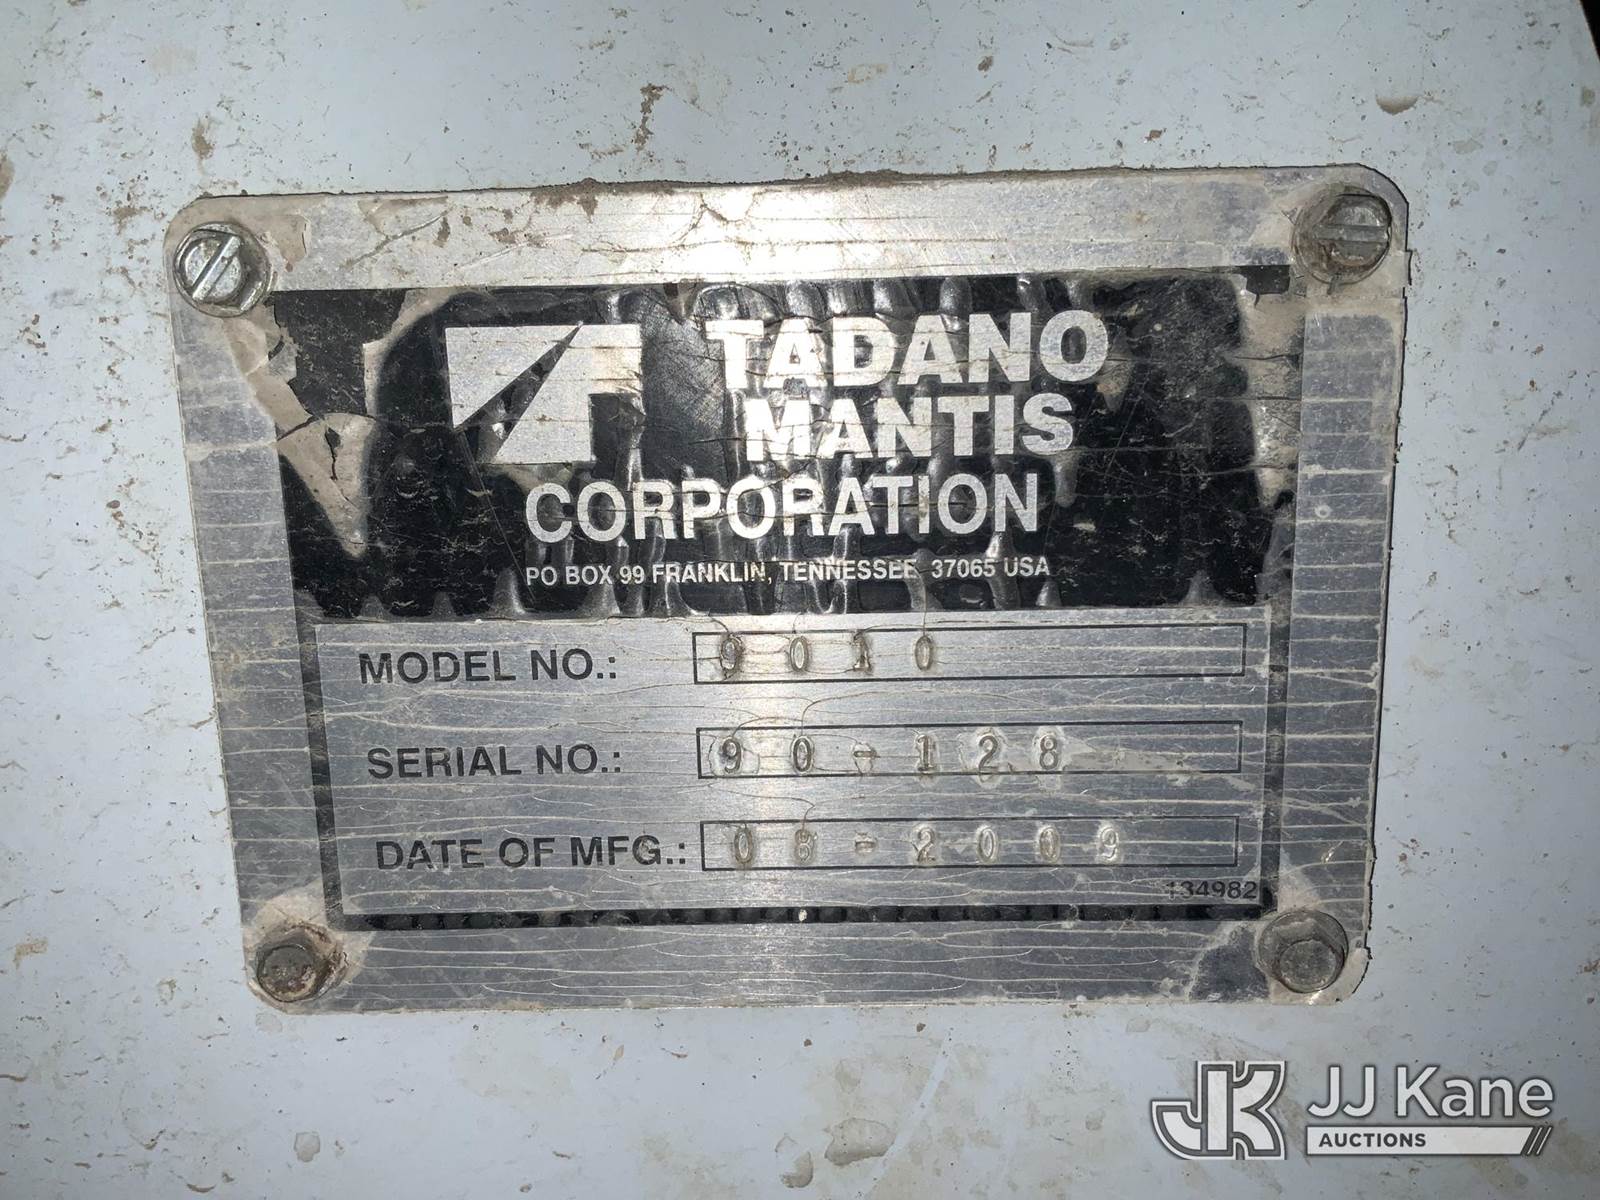 TADANO
MANTIS
CORPORATION
PO BOX 99 FRANKLIN, TENNESSEE 37065 USA
MODEL NO.: 9010
SERIAL NO.: 90-128
DATE OF MFG.: 08-2009
134982
JK JJ Kane
AUCTIONS